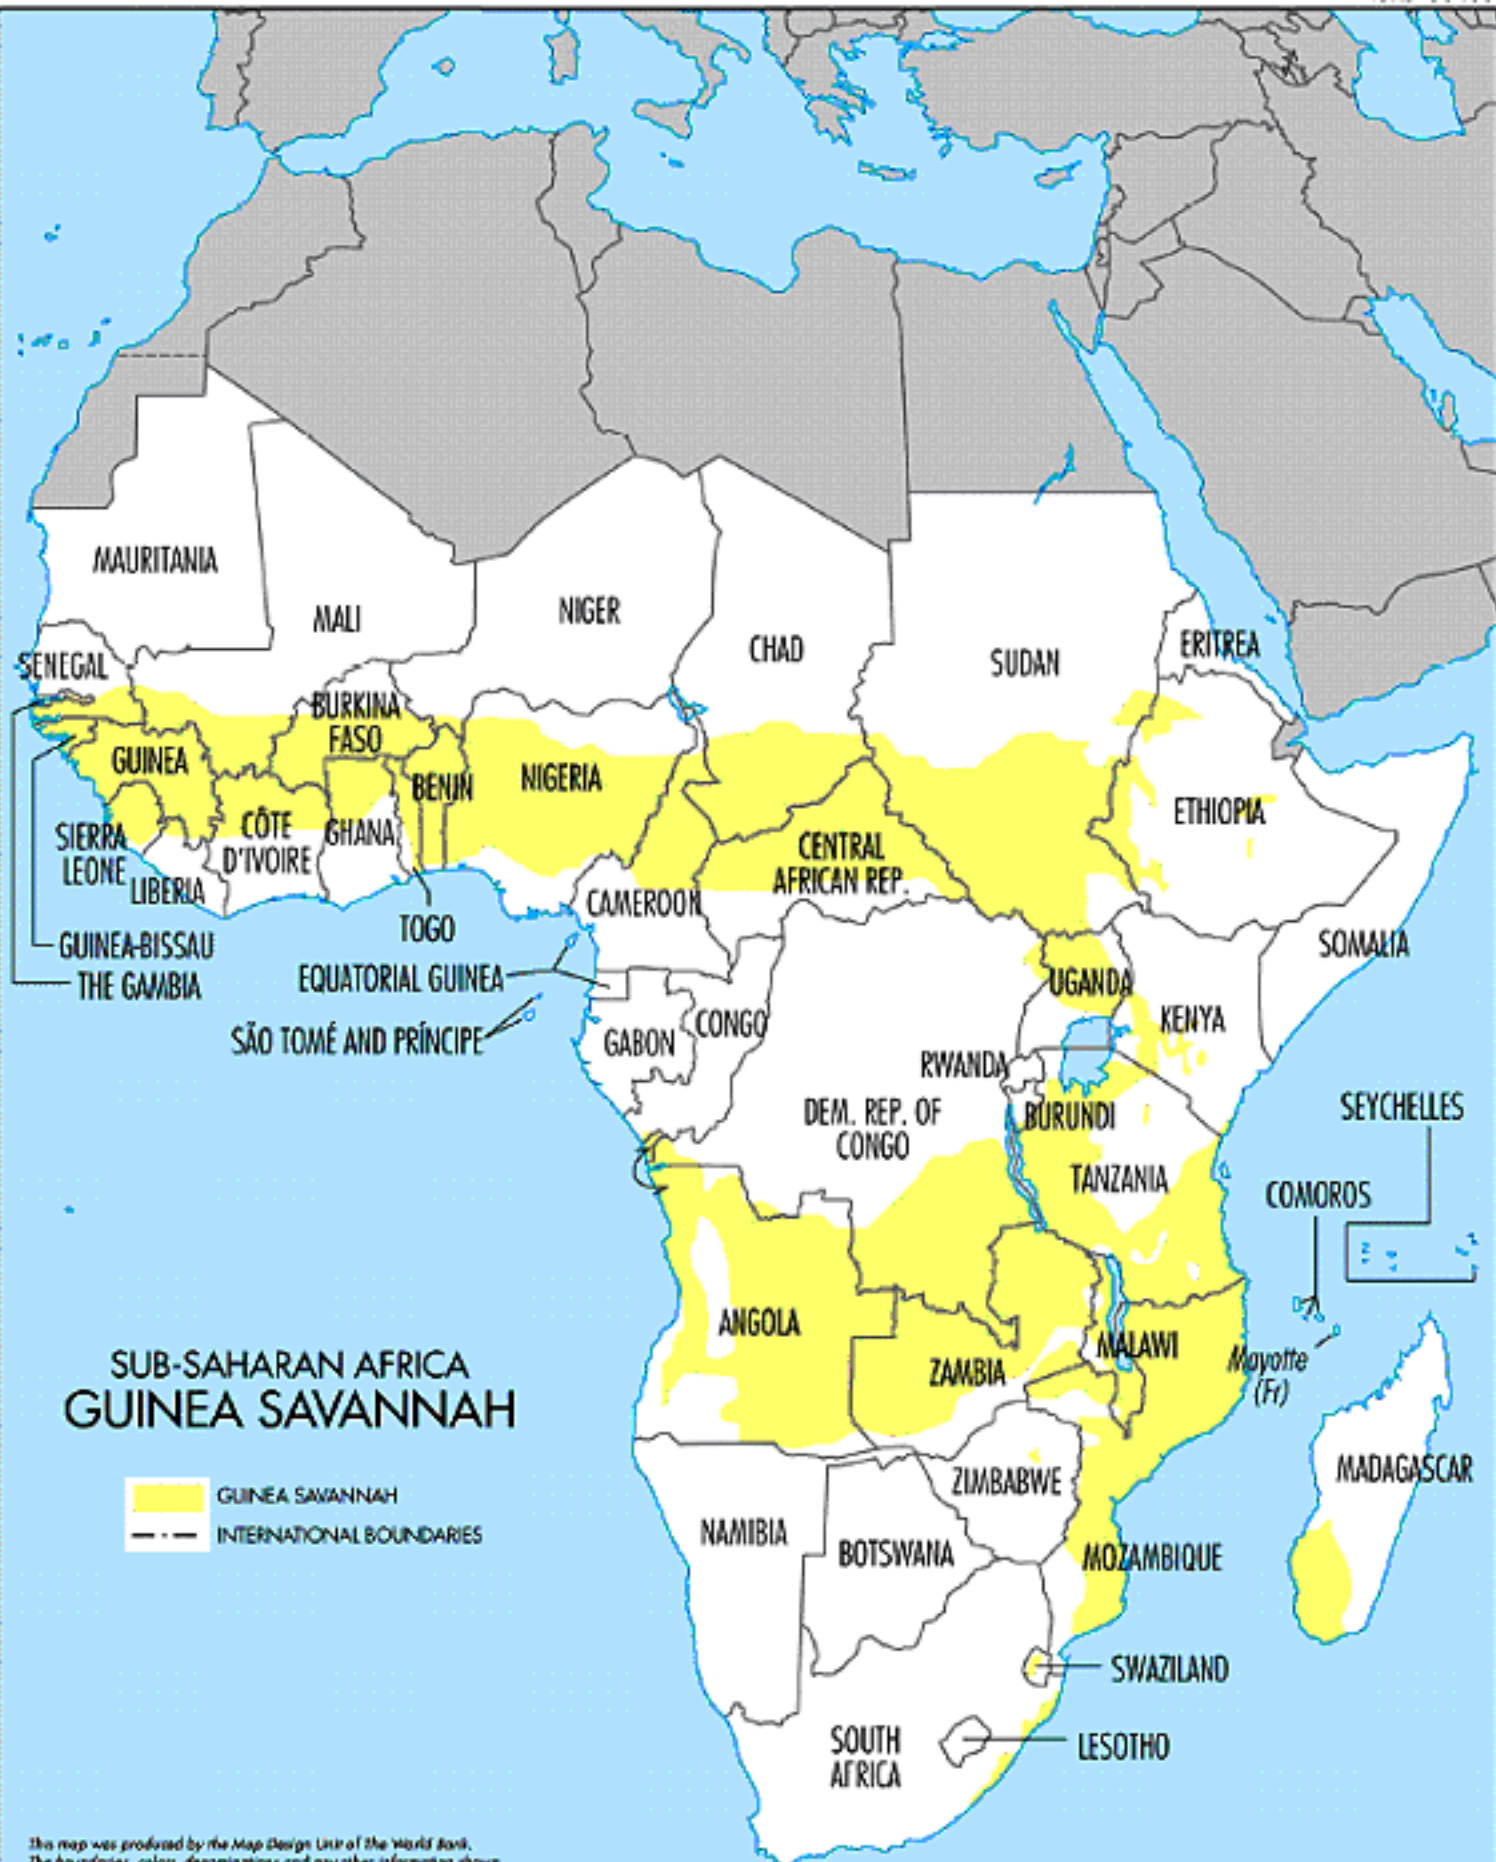 MAURITANIA
MALI
NIGER
CHAD
SUDAN
ERITREA
SENEGAL
BURKINA
FASO
GUINEA
BENIN
NIGERIA
ETHIOPIA
SIERRA
LEONE
CÔTE
D'IVOIRE
GHANA
CENTRAL
AFRICAN REP.
LIBERIA
CAMEROON
TOGO
SOMALIA
GUINEA-BISSAU
THE GAMBIA
EQUATORIAL GUINEA
UGANDA
KENYA
SÃO TOMÉ AND PRÍNCIPE
GABON
CONGO
RWANDA
DEM. REP. OF
CONGO
BURUNDI
SEYCHELLES
TANZANIA
COMOROS
ANGOLA
MALAWI
ZAMBIA
Mayotte
(Fr)
SUB-SAHARAN AFRICA
GUINEA SAVANNAH
ZIMBABWE
MADAGASCAR
GUINEA SAVANNAH
INTERNATIONAL BOUNDARIES
NAMIBIA
BOTSWANA
MOZAMBIQUE
SWAZILAND
SOUTH
AFRICA
LESOTHO
This map was produced by the Map Design Unit of The World Bank.